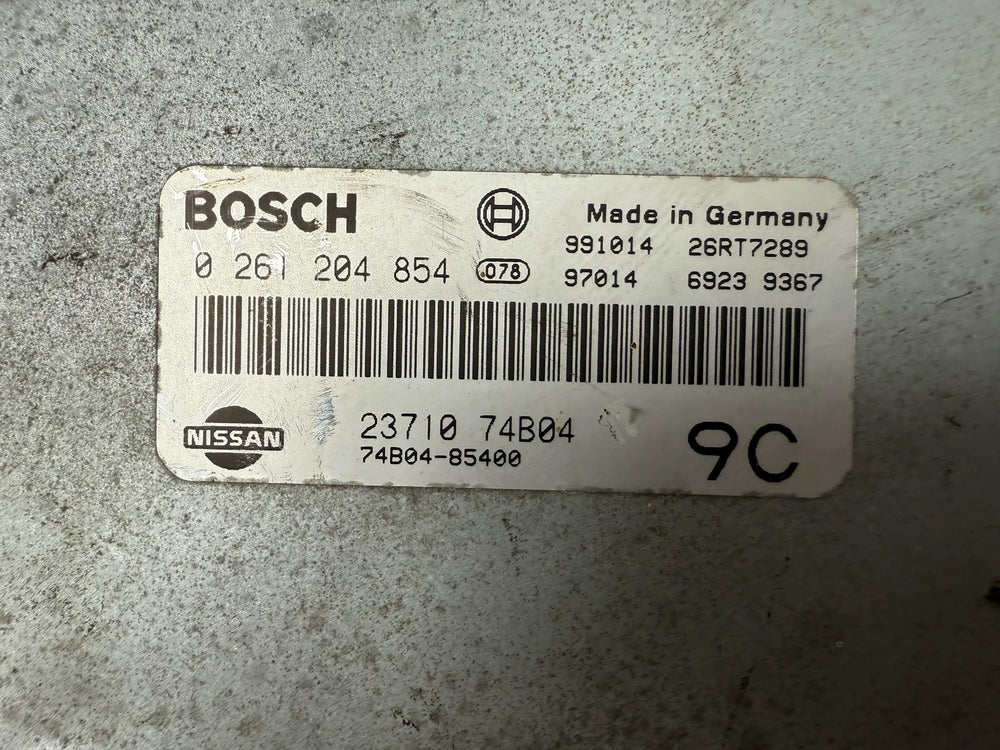 BOSCH
Made in Germany
991014 26RT7289
0 261 204 854 078
97014 6923 9367
NISSAN
23710 74B04
74B04-85400
9C